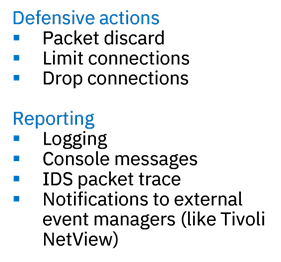 Defensive actions
▪ Packet discard
▪ Limit connections
▪ Drop connections
Reporting
▪ Logging
▪ Console messages
▪ IDS packet trace
▪ Notifications to external
event managers (like Tivoli
NetView)